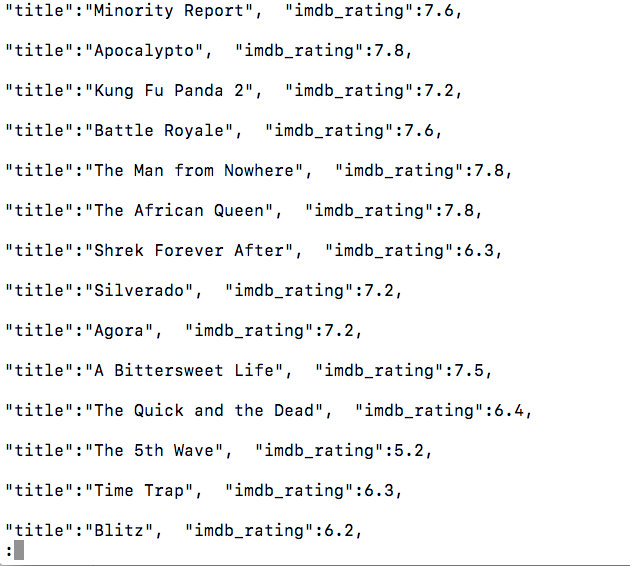 "title":"Minority Report",  "imdb_rating":7.6,
"title":"Apocalypto",  "imdb_rating":7.8,
"title":"Kung Fu Panda 2",  "imdb_rating":7.2,
"title":"Battle Royale",  "imdb_rating":7.6,
"title":"The Man from Nowhere",  "imdb_rating":7.8,
"title":"The African Queen",  "imdb_rating":7.8,
"title":"Shrek Forever After",  "imdb_rating":6.3,
"title":"Silverado",  "imdb_rating":7.2,
"title":"Agora",  "imdb_rating":7.2,
"title":"A Bittersweet Life",  "imdb_rating":7.5,
"title":"The Quick and the Dead",  "imdb_rating":6.4,
"title":"The 5th Wave",  "imdb_rating":5.2,
"title":"Time Trap",  "imdb_rating":6.3,
"title":"Blitz",  "imdb_rating":6.2,
: